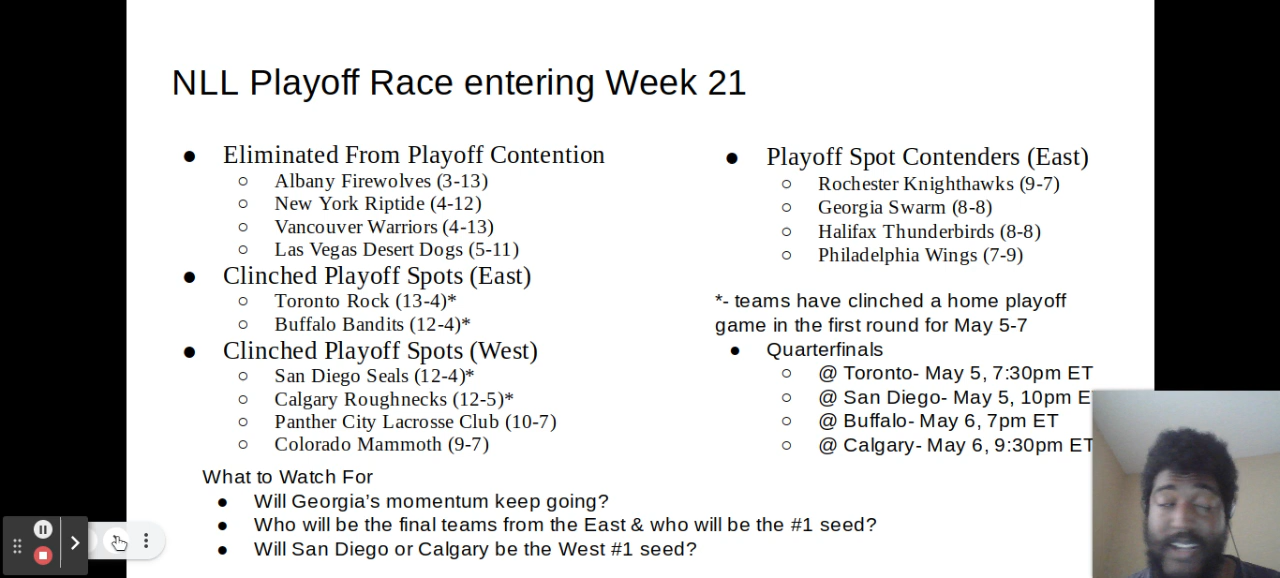 NLL Playoff Race entering Week 21
● Eliminated From Playoff Contention
○ Albany Firewolves (3-13)
○ New York Riptide (4-12)
○ Vancouver Warriors (4-13)
○ Las Vegas Desert Dogs (5-11)
● Clinched Playoff Spots (East)
○ Toronto Rock (13-4)*
○ Buffalo Bandits (12-4)*
● Clinched Playoff Spots (West)
○ San Diego Seals (12-4)*
○ Calgary Roughnecks (12-5)*
○ Panther City Lacrosse Club (10-7)
○ Colorado Mammoth (9-7)
● Playoff Spot Contenders (East)
○ Rochester Knighthawks (9-7)
○ Georgia Swarm (8-8)
○ Halifax Thunderbirds (8-8)
○ Philadelphia Wings (7-9)
*- teams have clinched a home playoff
game in the first round for May 5-7
● Quarterfinals
○ @ Toronto- May 5, 7:30pm ET
○ @ San Diego- May 5, 10pm E
○ @ Buffalo- May 6, 7pm ET
○ @ Calgary- May 6, 9:30pm ET
What to Watch For
● Will Georgia's momentum keep going?
● Who will be the final teams from the East & who will be the #1 seed?
● Will San Diego or Calgary be the West #1 seed?